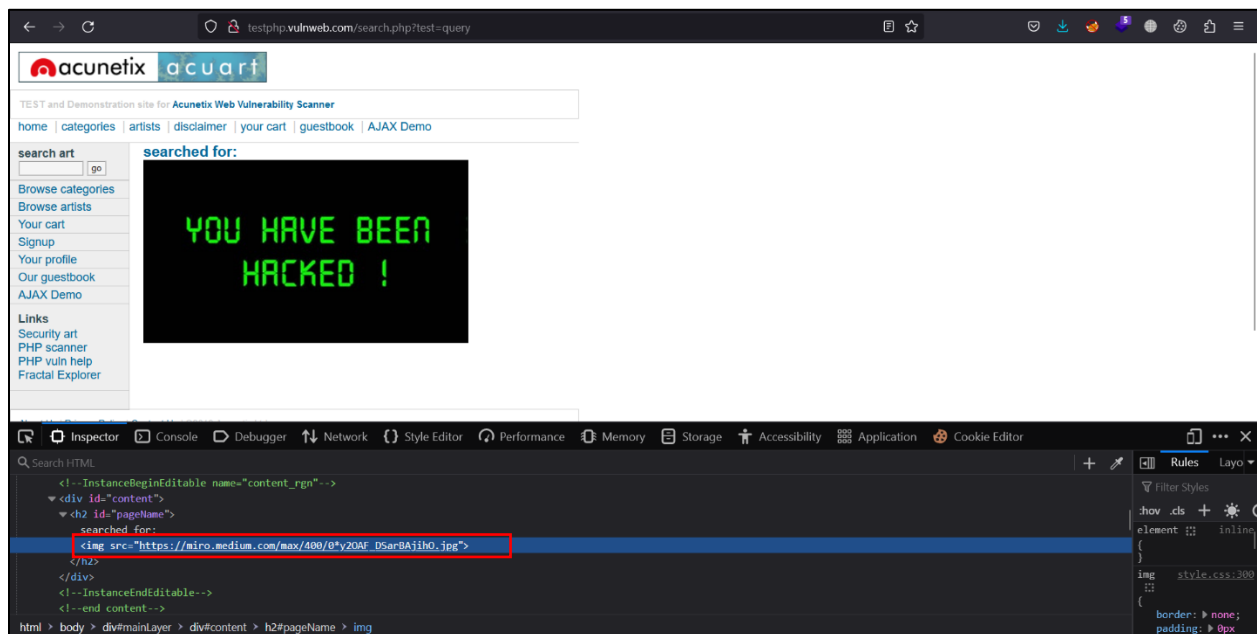 testphp.vulnweb.com/search.php?test=query
5
acunetix acuart
TEST and Demonstration site for Acunetix Web Vulnerability Scanner
home | categories | artists | disclaimer | your cart | guestbook | AJAX Demo
search art
go
Browse categories
Browse artists
Your cart
Signup
Your profile
Our guestbook
AJAX Demo
Links
Security art
PHP scanner
PHP vuln help
Fractal Explorer
searched for:
YOU HAVE BEEN
HACKED !
Inspector Console Debugger Network Style Editor Performance Memory Storage Accessibility Application Cookie Editor
Search HTML
<!--InstanceBeginEditable name="content_rgn"-->
<div id="content">
<h2 id="pageName">
searched for:
<img src="https://miro.medium.com/max/400/0*y2OAF_DSarBAjihO.jpg">
</h2>
</div>
<!--InstanceEndEditable-->
<!--end content-->
html > body > div#mainLayer > div#content > h2#pageName > img
Rules Layo
Filter Styles
:hov .cls +
element inline
{
}
img style.css:300
{
border: none;
padding: 0px